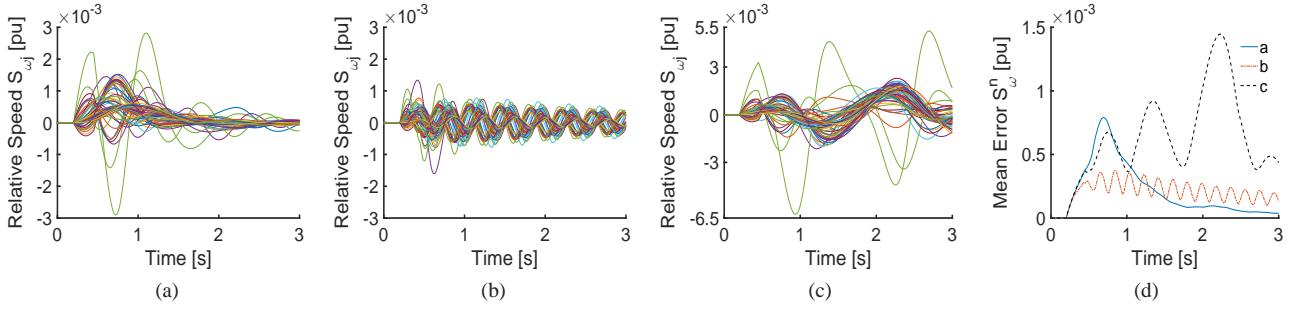 ×10⁻³
Relative Speed S_ωj [pu]
3
2
1
0
-1
-2
-3
0 1 2 3
Time [s]
(a)
×10⁻³
Relative Speed S_ωj [pu]
3
2
1
0
-1
-2
-3
0 1 2 3
Time [s]
(b)
×10⁻³
Relative Speed S_ωj [pu]
5.5
3
0
-3
-6.5
0 1 2 3
Time [s]
(c)
×10⁻³
Mean Error Sⁿ_ω [pu]
1.5
1
0.5
0
0 1 2 3
Time [s]
a
b
c
(d)